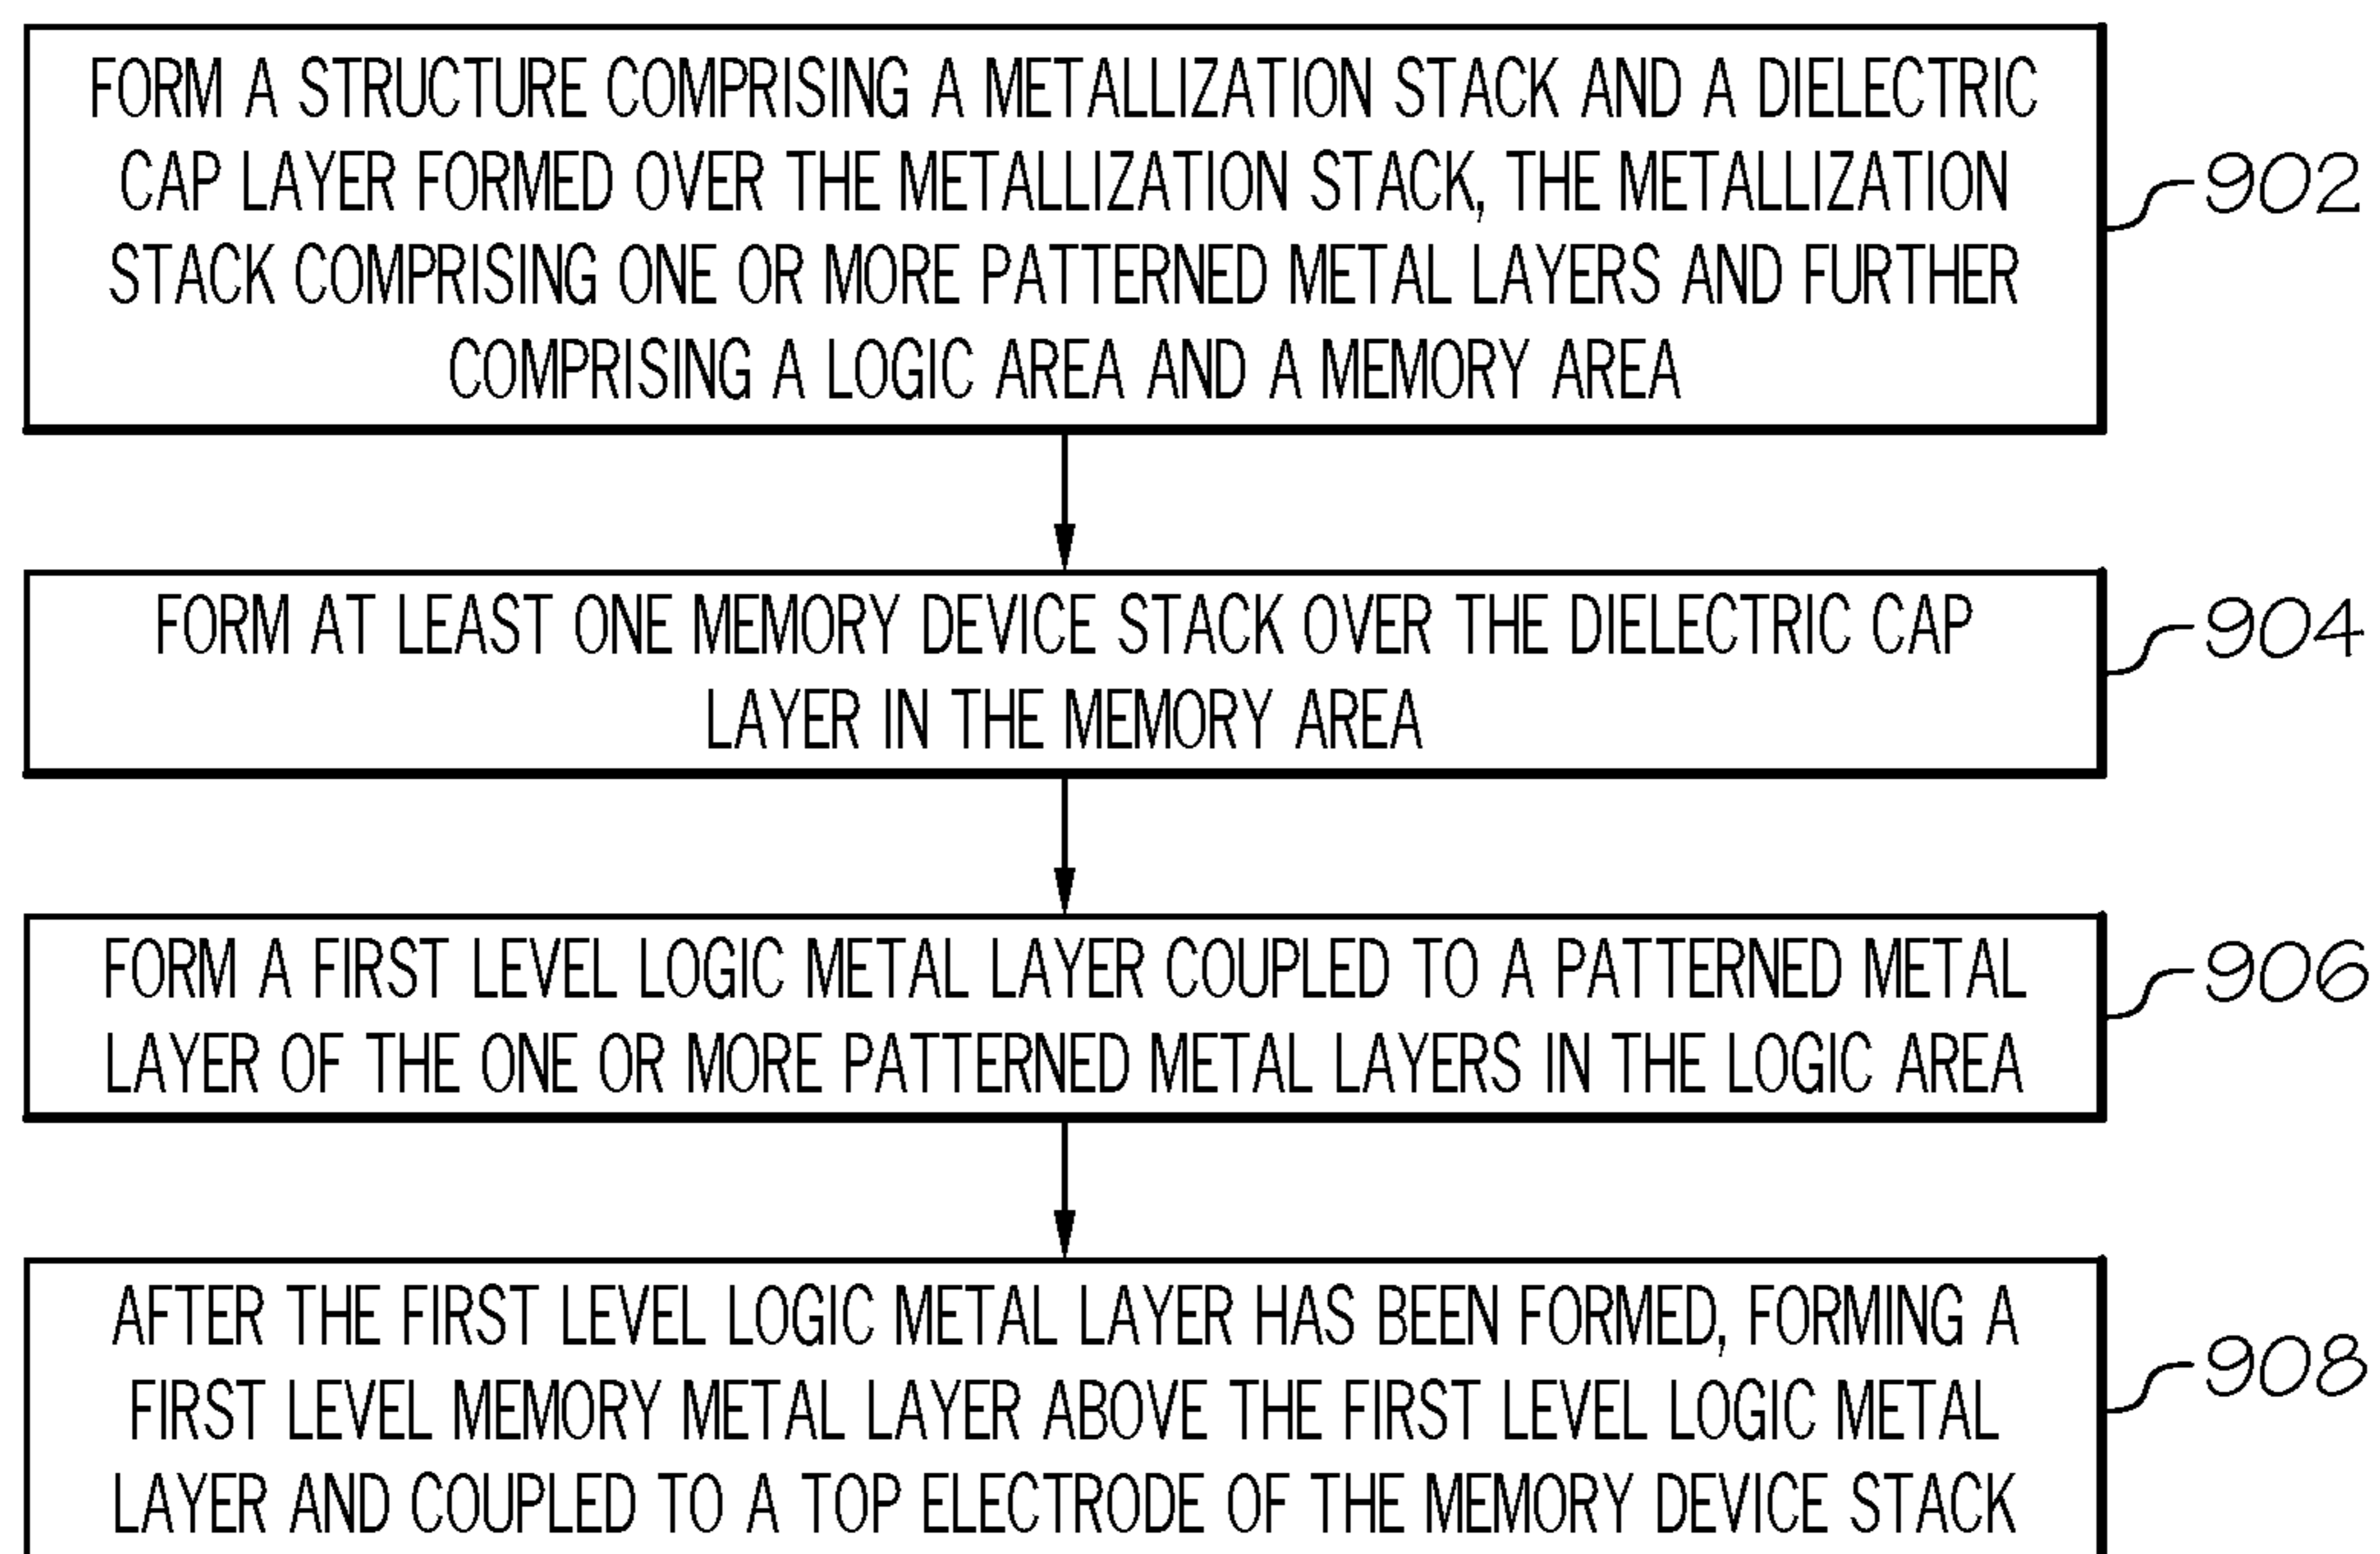 FORM A STRUCTURE COMPRISING A METALLIZATION STACK AND A DIELECTRIC
CAP LAYER FORMED OVER THE METALLIZATION STACK, THE METALLIZATION
STACK COMPRISING ONE OR MORE PATTERNED METAL LAYERS AND FURTHER
COMPRISING A LOGIC AREA AND A MEMORY AREA
902
FORM AT LEAST ONE MEMORY DEVICE STACK OVER THE DIELECTRIC CAP
LAYER IN THE MEMORY AREA
904
FORM A FIRST LEVEL LOGIC METAL LAYER COUPLED TO A PATTERNED METAL
LAYER OF THE ONE OR MORE PATTERNED METAL LAYERS IN THE LOGIC AREA
906
AFTER THE FIRST LEVEL LOGIC METAL LAYER HAS BEEN FORMED, FORMING A
FIRST LEVEL MEMORY METAL LAYER ABOVE THE FIRST LEVEL LOGIC METAL
LAYER AND COUPLED TO A TOP ELECTRODE OF THE MEMORY DEVICE STACK
908